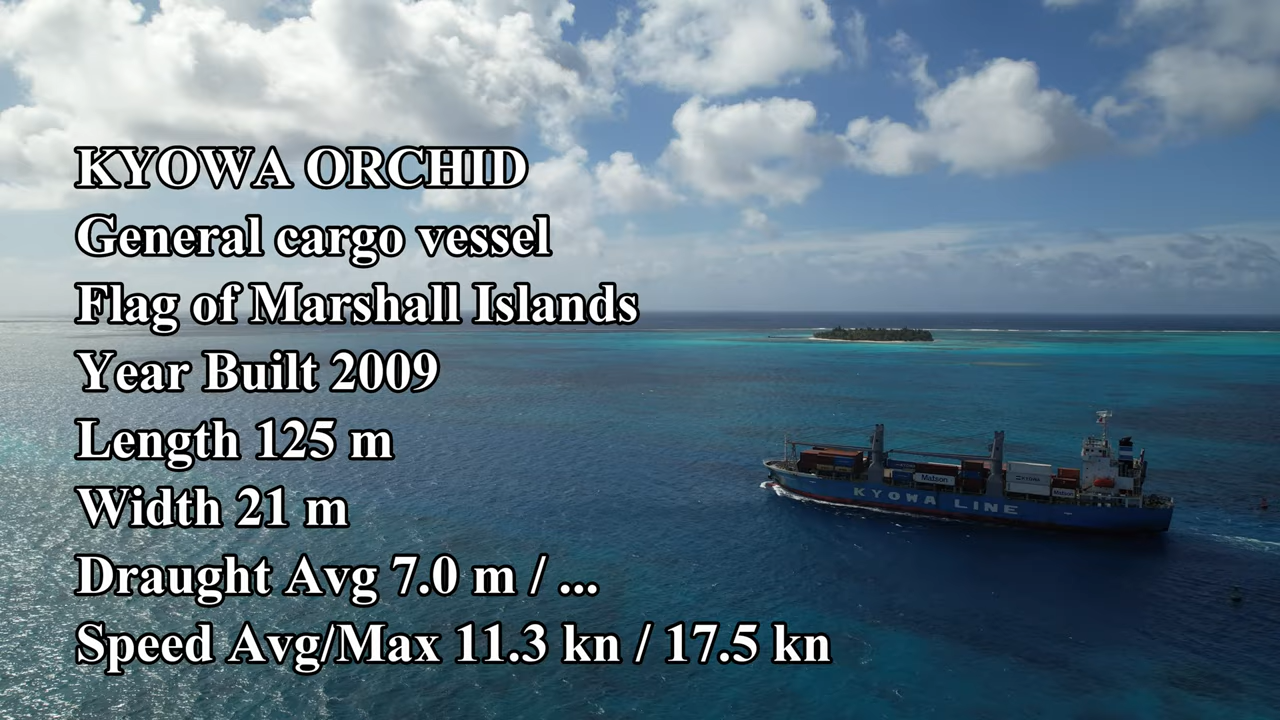 KYOWA ORCHID
General cargo vessel
Flag of Marshall Islands
Year Built 2009
Length 125 m
Width 21 m
Draught Avg 7.0 m / ...
Speed Avg/Max 11.3 kn / 17.5 kn
Matson
KYOWA LINE